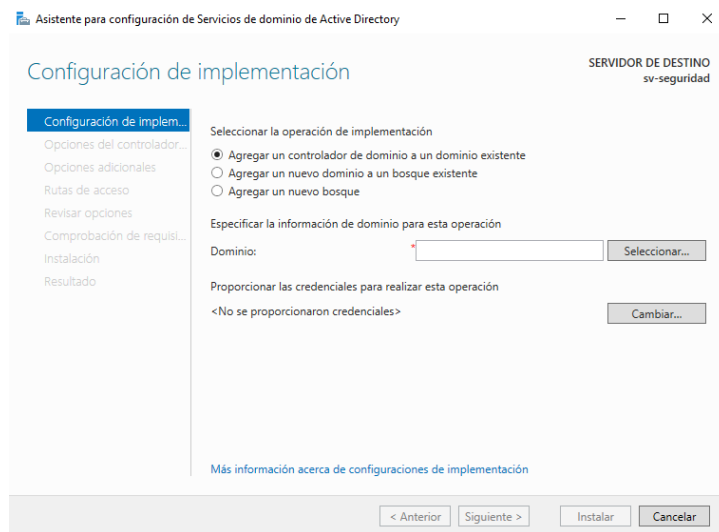 Asistente para configuración de Servicios de dominio de Active Directory
Configuración de implementación
SERVIDOR DE DESTINO
sv-seguridad
Configuración de implem...
Opciones del controlador...
Opciones adicionales
Rutas de acceso
Revisar opciones
Comprobación de requisi...
Instalación
Resultado
Seleccionar la operación de implementación
Agregar un controlador de dominio a un dominio existente
Agregar un nuevo dominio a un bosque existente
Agregar un nuevo bosque
Especificar la información de dominio para esta operación
Dominio: * Seleccionar...
Proporcionar las credenciales para realizar esta operación
<No se proporcionaron credenciales> Cambiar...
Más información acerca de configuraciones de implementación
< Anterior Siguiente > Instalar Cancelar